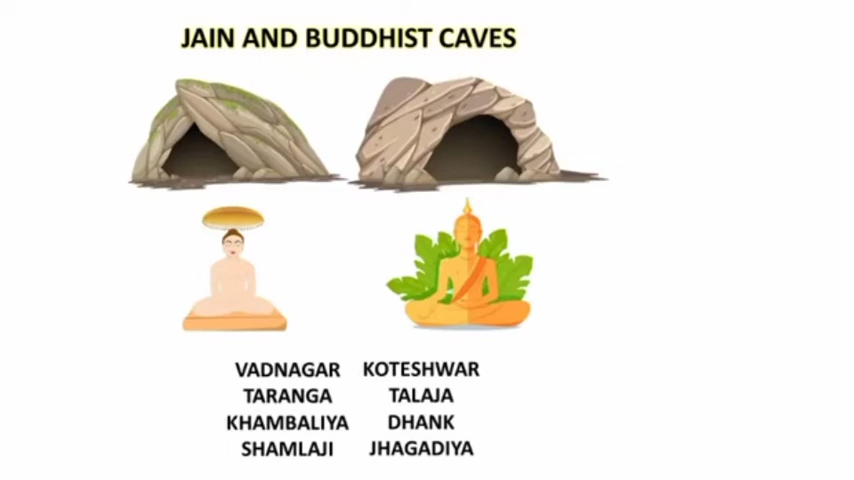 JAIN AND BUDDHIST CAVES
VADNAGAR KOTESHWAR
TARANGA TALAJA
KHAMBALIYA DHANK
SHAMLAJI JHAGADIYA